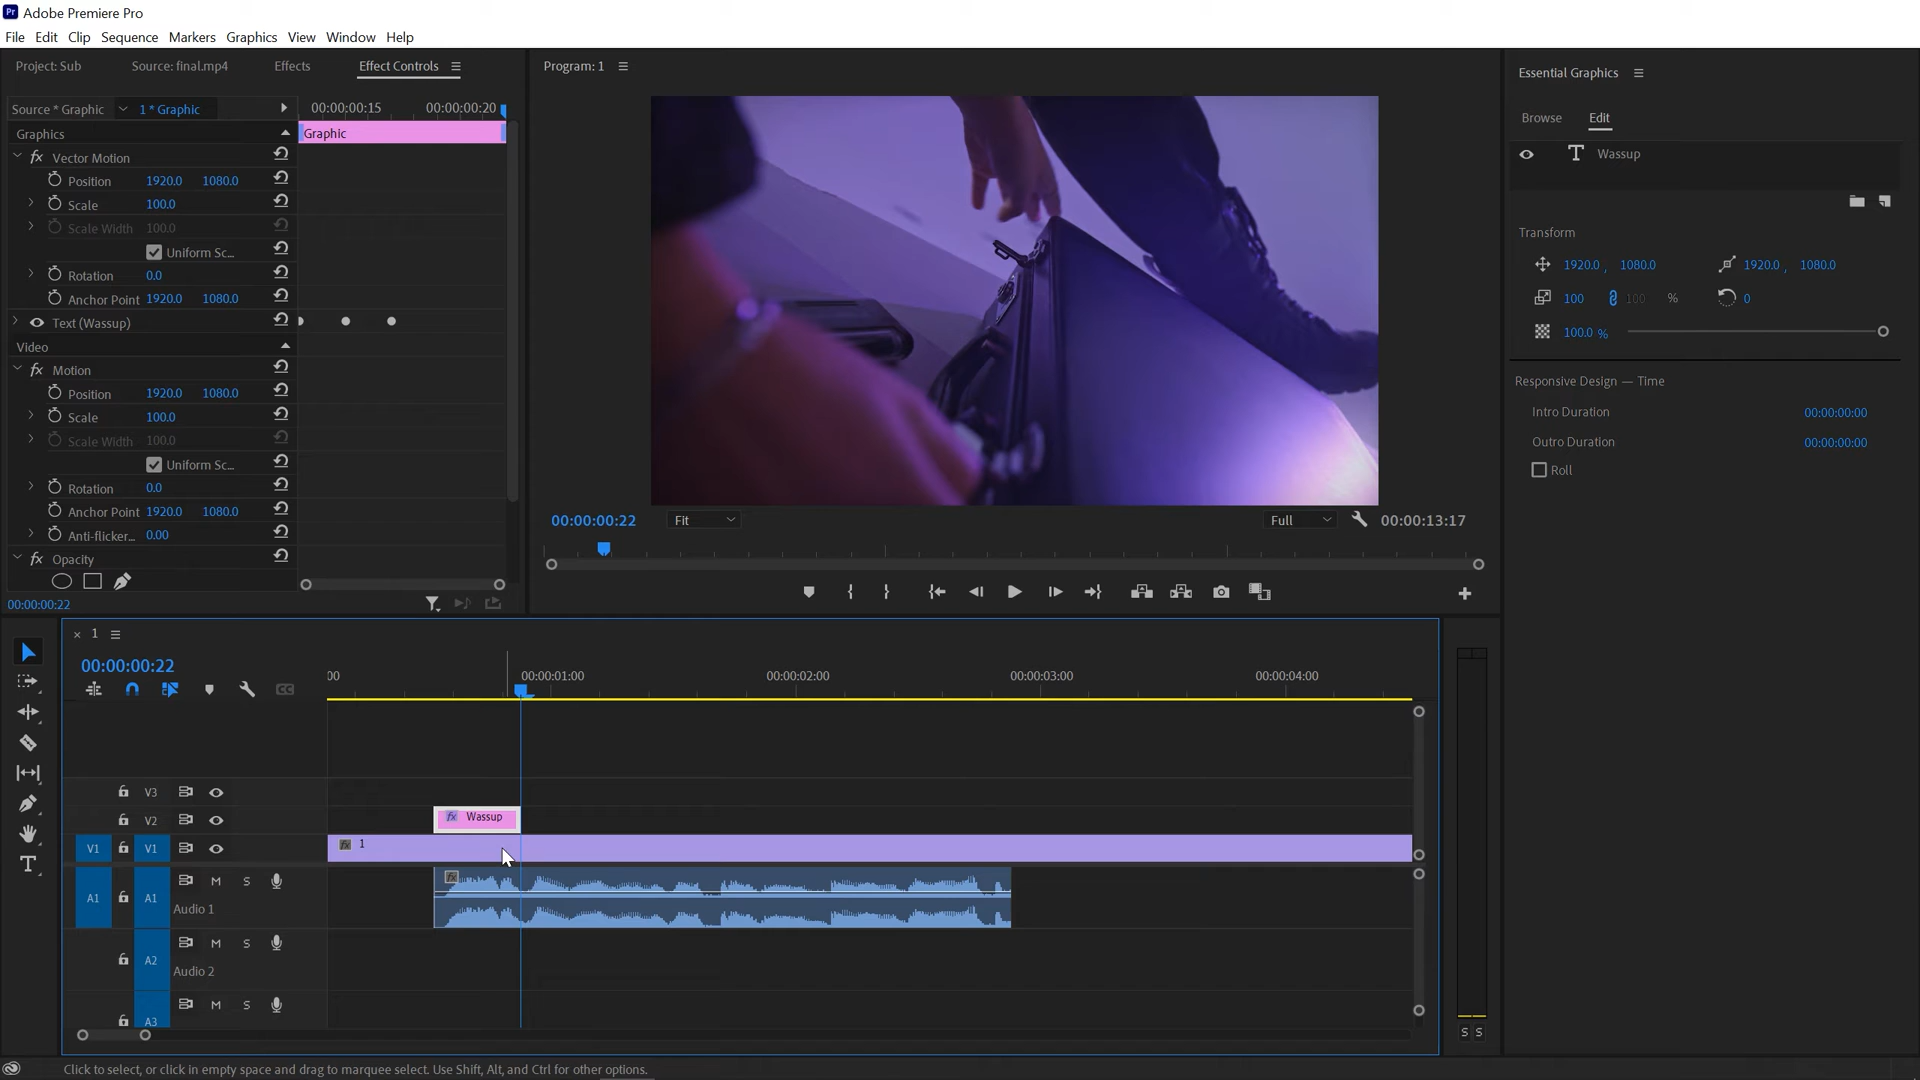 Adobe Premiere Pro
File Edit Clip Sequence Markers Graphics View Window Help
Project: Sub Source: final.mp4 Effects Effect Controls
Source * Graphic 1 * Graphic 00:00:00:15 00:00:00:20
Graphics Graphic
fx Vector Motion
Position 1920.0 1080.0
Scale 100.0
Scale Width 100.0
Uniform Sc...
Rotation 0.0
Anchor Point 1920.0 1080.0
Text (Wassup)
Video
fx Motion
Position 1920.0 1080.0
Scale 100.0
Scale Width 100.0
Uniform Sc...
Rotation 0.0
Anchor Point 1920.0 1080.0
Anti-flicker... 0.00
fx Opacity
00:00:00:22
Program: 1
00:00:00:22 Fit Full 00:00:13:17
Essential Graphics
Browse Edit
Wassup
Transform
1920.0 , 1080.0 1920.0 , 1080.0
100 100 % 0
100.0 %
Responsive Design — Time
Intro Duration 00:00:00:00
Outro Duration 00:00:00:00
Roll
× 1
00:00:00:22
00 00:00:01:00 00:00:02:00 00:00:03:00 00:00:04:00
V3
V2 fx Wassup
V1 V1 fx 1
A1 A1 M S fx
Audio 1
A2 M S
Audio 2
A3 M S
S S
Click to select, or click in empty space and drag to marquee select. Use Shift, Alt, and Ctrl for other options.